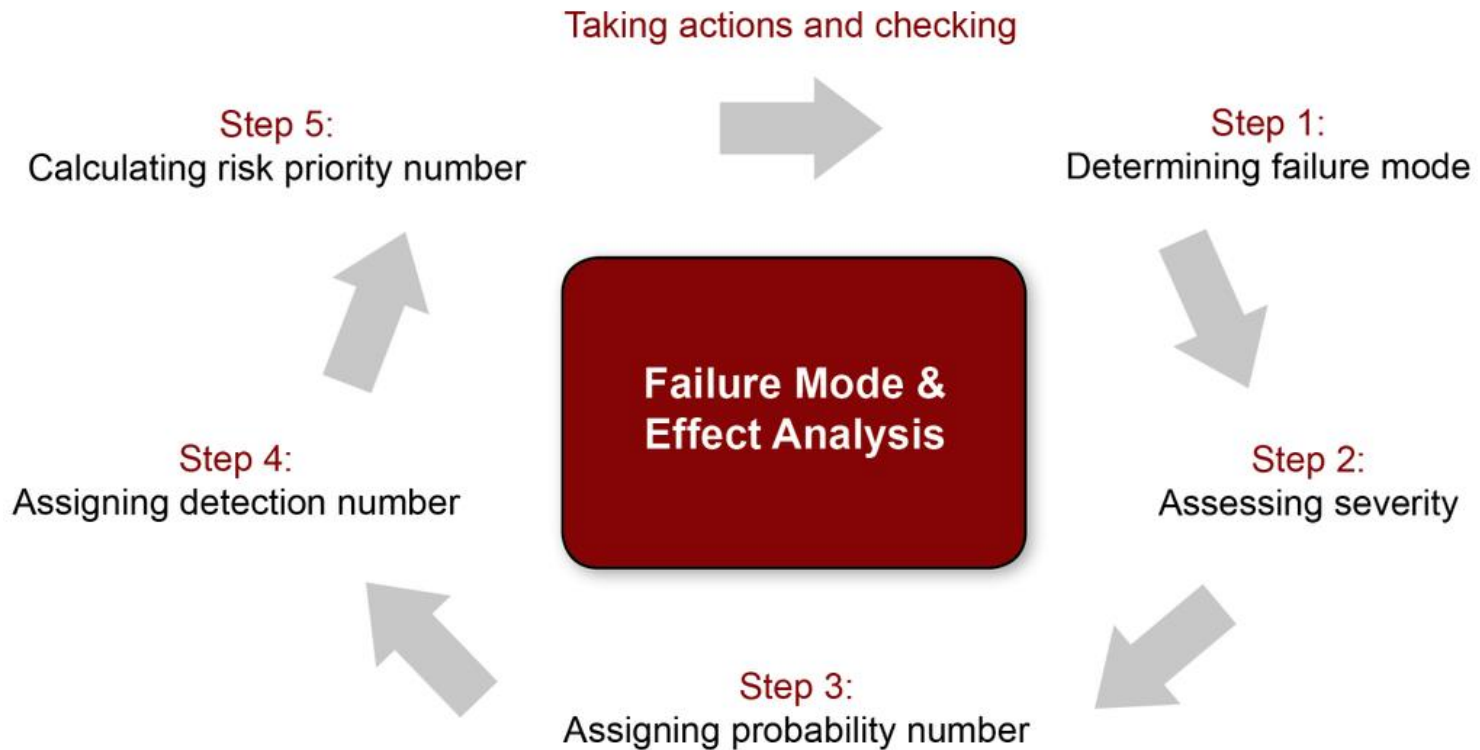 Taking actions and checking
Step 1:
Determining failure mode
Step 2:
Assessing severity
Step 3:
Assigning probability number
Step 4:
Assigning detection number
Step 5:
Calculating risk priority number
Failure Mode &
Effect Analysis